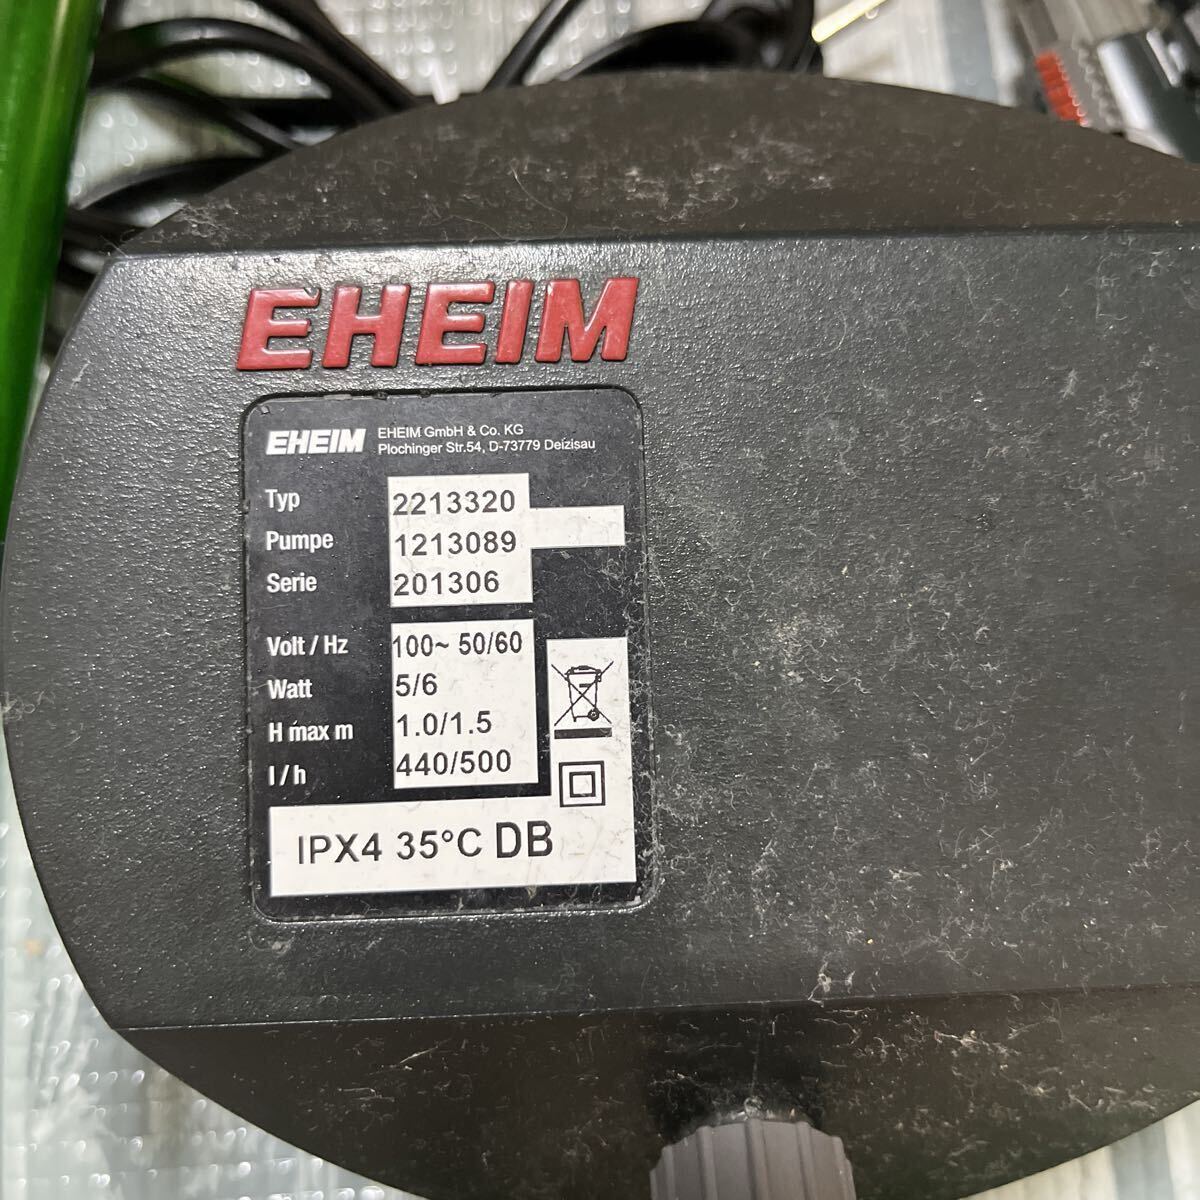 EHEIM
EHEIM
EHEIM GmbH & Co. KG
Plochinger Str.54, D-73779 Deizisau
Typ 2213320
Pumpe 1213089
Serie 201306
Volt / Hz 100~ 50/60
Watt 5/6
H max m 1.0/1.5
l / h 440/500
IPX4 35°C DB